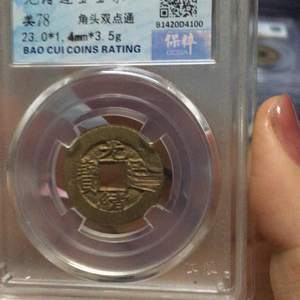 美78 角头双点通
23.0*1.4mm*3.5g
BAO CUI COINS RATING
保粹
B1420D4100
光
緒
通
寶